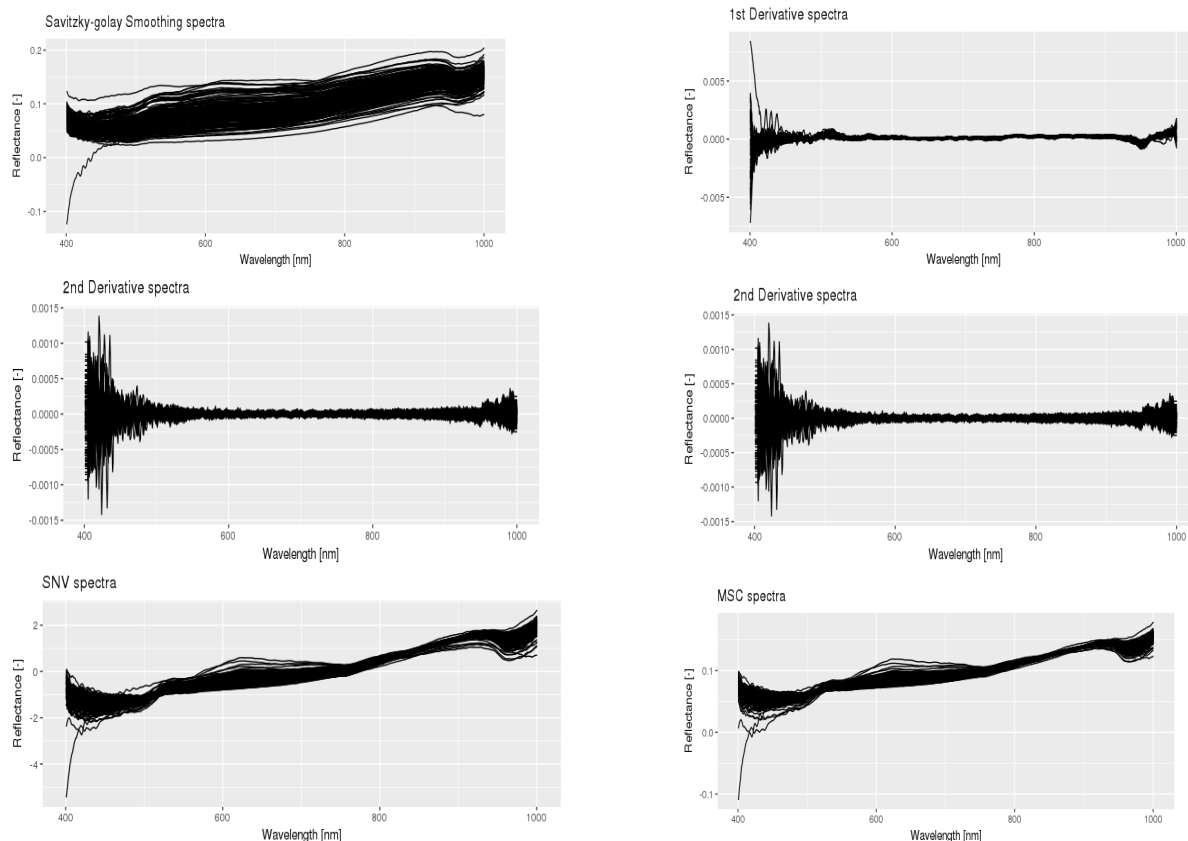 Savitzky-golay Smoothing spectra
0.2
0.1
0.0
-0.1
Reflectance [-]
400 600 800 1000
Wavelength [nm]
1st Derivative spectra
0.005
0.000
-0.005
Reflectance [-]
400 600 800 1000
Wavelength [nm]
2nd Derivative spectra
0.0015
0.0010
0.0005
0.0000
-0.0005
-0.0010
-0.0015
Reflectance [-]
400 600 800 1000
Wavelength [nm]
2nd Derivative spectra
0.0015
0.0010
0.0005
0.0000
-0.0005
-0.0010
-0.0015
Reflectance [-]
400 600 800 1000
Wavelength [nm]
SNV spectra
2
0
-2
-4
Reflectance [-]
400 600 800 1000
Wavelength [nm]
MSC spectra
0.1
0.0
-0.1
Reflectance [-]
400 600 800 1000
Wavelength [nm]